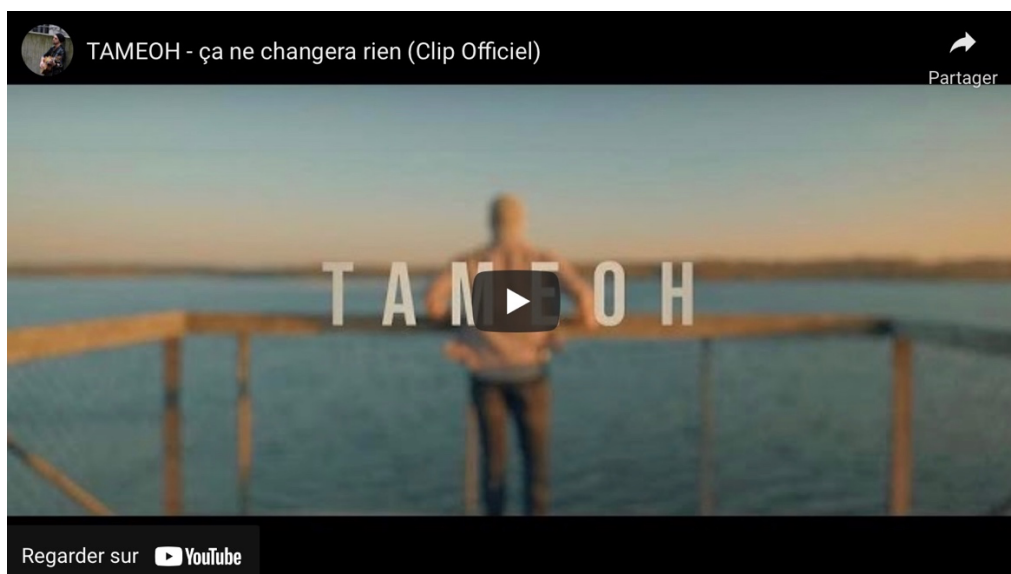 TAMEOH - ça ne changera rien (Clip Officiel)
Partager
TAMEOH
Regarder sur YouTube